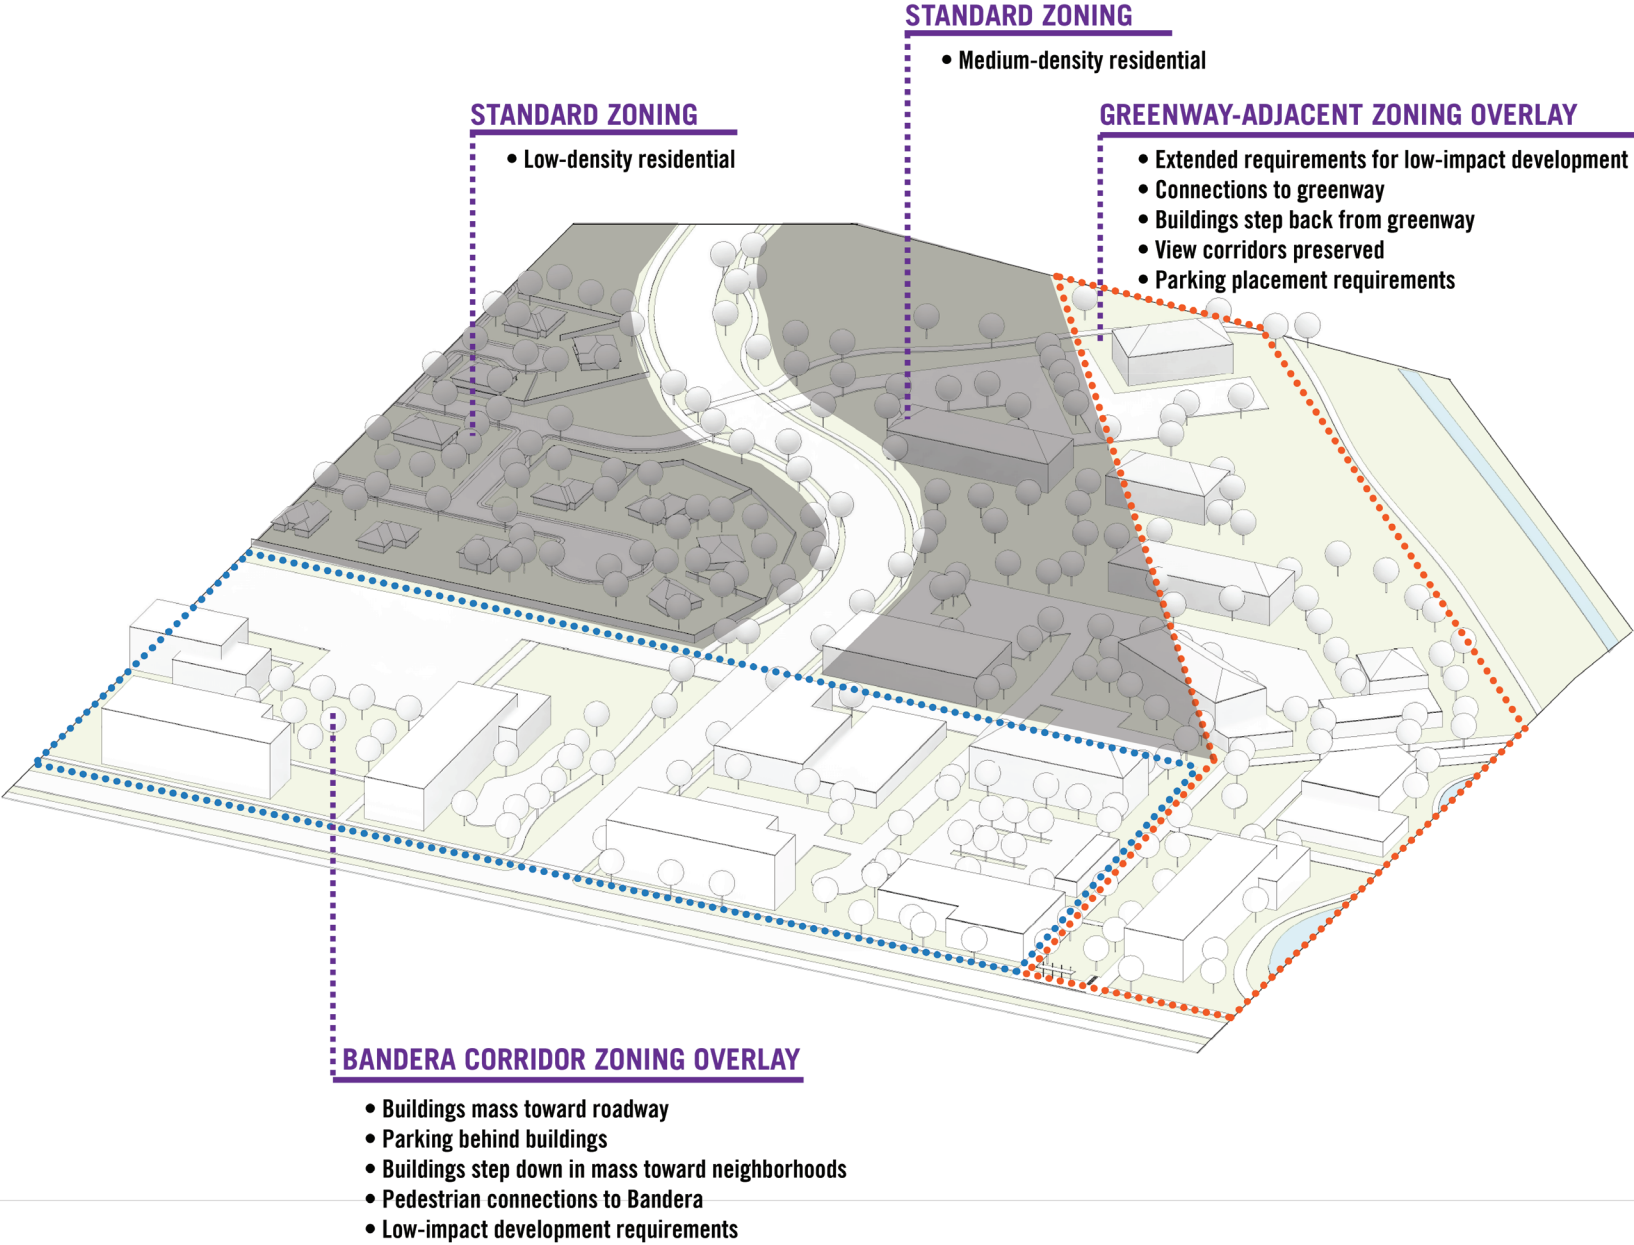 STANDARD ZONING
• Medium-density residential
STANDARD ZONING
• Low-density residential
GREENWAY-ADJACENT ZONING OVERLAY
• Extended requirements for low-impact development
• Connections to greenway
• Buildings step back from greenway
• View corridors preserved
• Parking placement requirements
BANDERA CORRIDOR ZONING OVERLAY
• Buildings mass toward roadway
• Parking behind buildings
• Buildings step down in mass toward neighborhoods
• Pedestrian connections to Bandera
• Low-impact development requirements